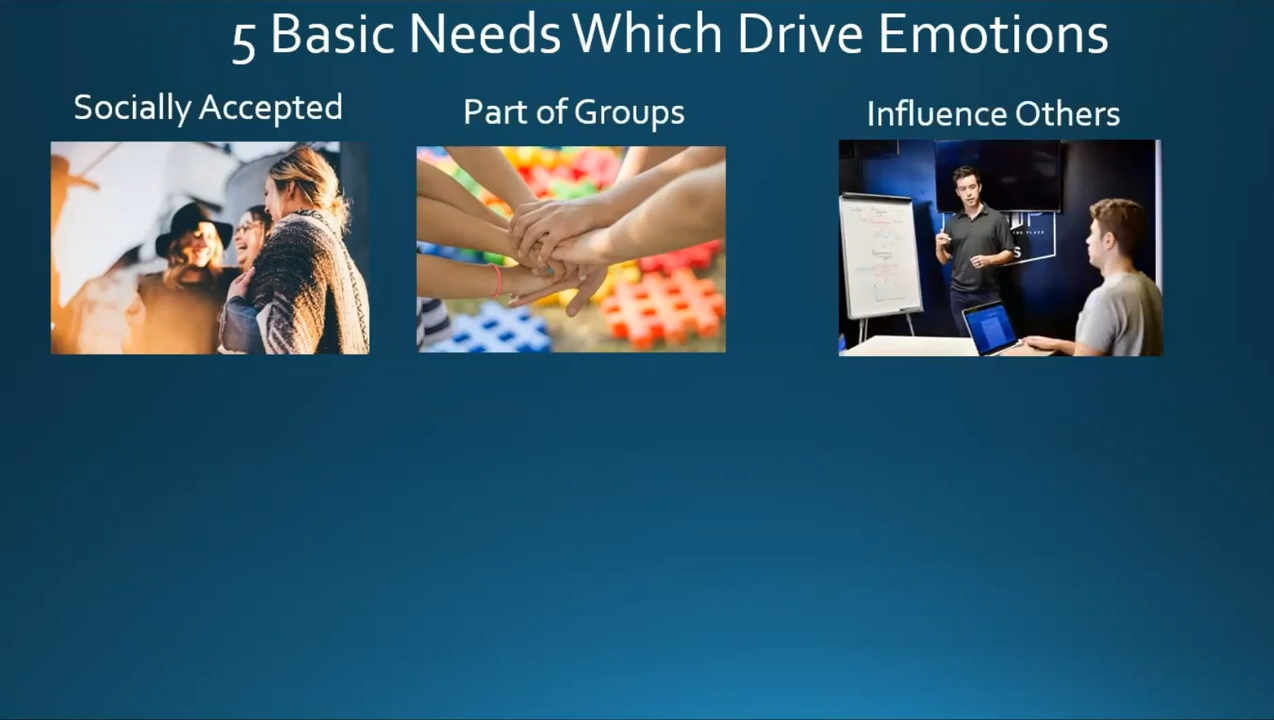 5 Basic Needs Which Drive Emotions
Socially Accepted
Part of Groups
Influence Others